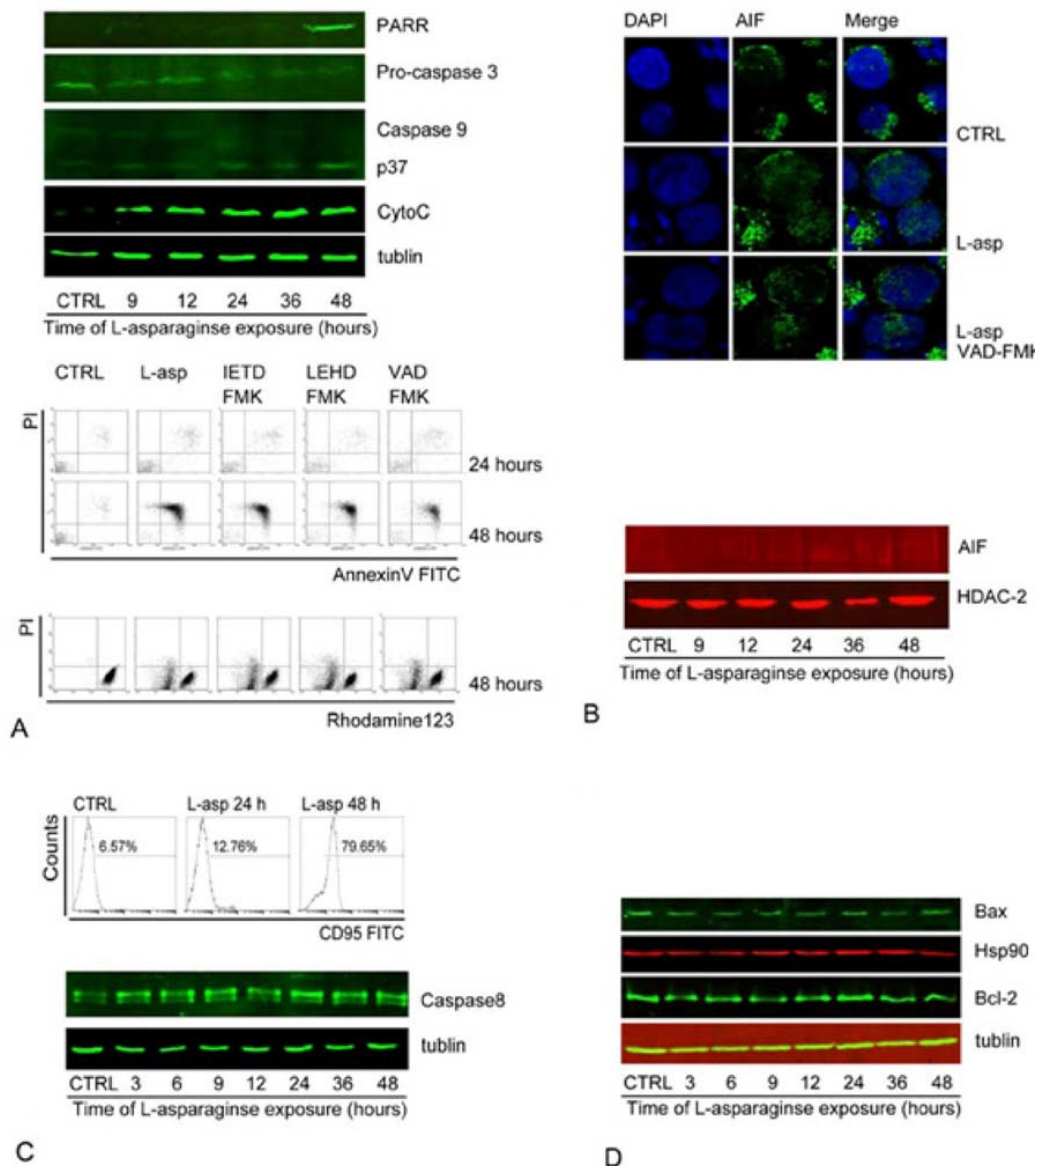 PARR
Pro-caspase 3
Caspase 9
p37
CytoC
tublin
CTRL 9 12 24 36 48
Time of L-asparaginse exposure (hours)
CTRL L-asp IETD LEHD VAD
FMK FMK FMK
PI
24 hours
48 hours
AnnexinV FITC
PI
48 hours
Rhodamine123
A
DAPI AIF Merge
CTRL
L-asp
L-asp
VAD-FMK
AIF
HDAC-2
CTRL 9 12 24 36 48
Time of L-asparaginse exposure (hours)
B
CTRL L-asp 24 h L-asp 48 h
Counts
6.57% 12.76% 79.65%
CD95 FITC
Caspase8
tublin
CTRL 3 6 9 12 24 36 48
Time of L-asparaginse exposure (hours)
C
Bax
Hsp90
Bcl-2
tublin
CTRL 3 6 9 12 24 36 48
Time of L-asparaginse exposure (hours)
D